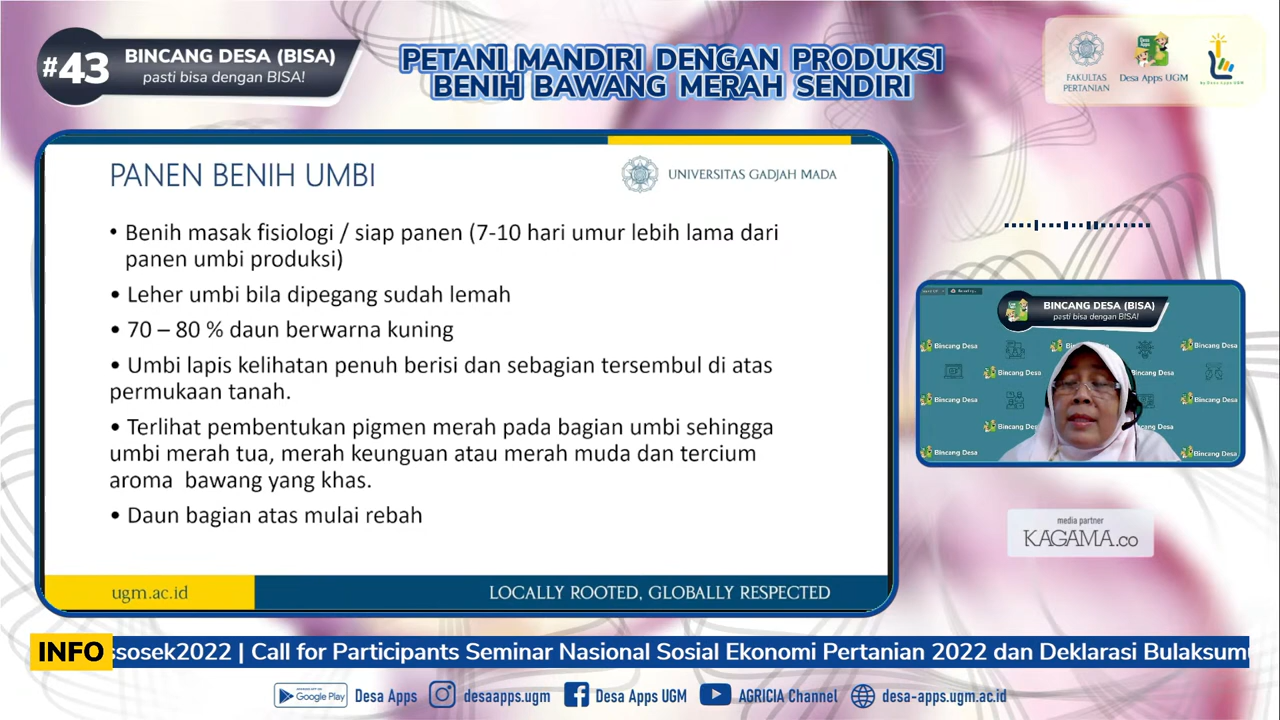 #43
BINCANG DESA (BISA)
pasti bisa dengan BISA!
PETANI MANDIRI DENGAN PRODUKSI
BENIH BAWANG MERAH SENDIRI
FAKULTAS
PERTANIAN
Desa Apps UGM
PANEN BENIH UMBI
UNIVERSITAS GADJAH MADA
• Benih masak fisiologi / siap panen (7-10 hari umur lebih lama dari
panen umbi produksi)
• Leher umbi bila dipegang sudah lemah
• 70 – 80 % daun berwarna kuning
• Umbi lapis kelihatan penuh berisi dan sebagian tersembul di atas
permukaan tanah.
• Terlihat pembentukan pigmen merah pada bagian umbi sehingga
umbi merah tua, merah keunguan atau merah muda dan tercium
aroma bawang yang khas.
• Daun bagian atas mulai rebah
ugm.ac.id
LOCALLY ROOTED, GLOBALLY RESPECTED
BINCANG DESA (BISA)
pasti bisa dengan BISA!
Bincang Desa
Bincang Desa
Bincang Desa
Bincang Desa
Bincang Desa
Bincang Desa
Bincang Desa
Bincang Desa
media partner
KAGAMA.co
INFO
ssosek2022 | Call for Participants Seminar Nasional Sosial Ekonomi Pertanian 2022 dan Deklarasi Bulaksumu
Google Play
Desa Apps
desaapps.ugm
Desa Apps UGM
AGRICIA Channel
desa-apps.ugm.ac.id